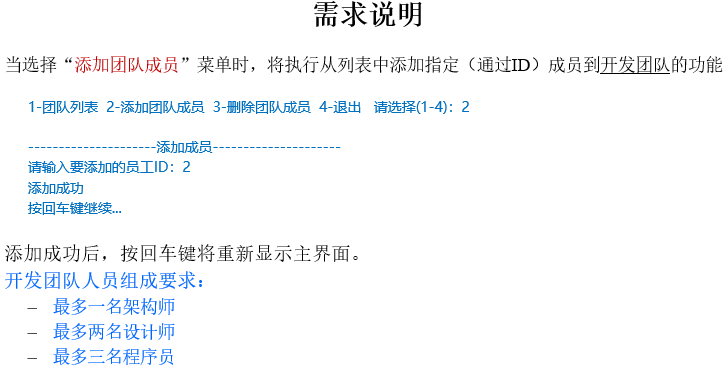 需求说明
当选择“添加团队成员”菜单时，将执行从列表中添加指定（通过ID）成员到开发团队的功能
1-团队列表 2-添加团队成员 3-删除团队成员 4-退出 请选择(1-4)：2
---------------------添加成员---------------------
请输入要添加的员工ID：2
添加成功
按回车键继续...
添加成功后，按回车键将重新显示主界面。
开发团队人员组成要求：
– 最多一名架构师
– 最多两名设计师
– 最多三名程序员